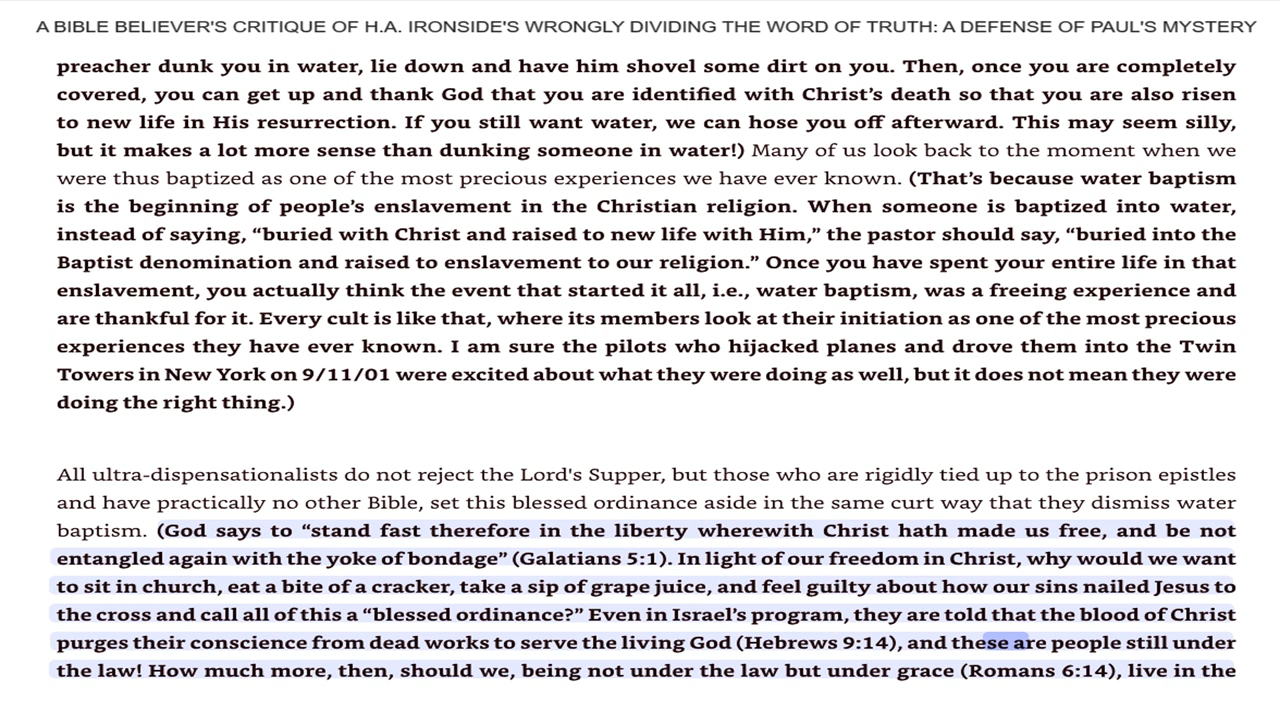 A BIBLE BELIEVER'S CRITIQUE OF H.A. IRONSIDE'S WRONGLY DIVIDING THE WORD OF TRUTH: A DEFENSE OF PAUL'S MYSTERY
preacher dunk you in water, lie down and have him shovel some dirt on you. Then, once you are completely
covered, you can get up and thank God that you are identified with Christ’s death so that you are also risen
to new life in His resurrection. If you still want water, we can hose you off afterward. This may seem silly,
but it makes a lot more sense than dunking someone in water!) Many of us look back to the moment when we
were thus baptized as one of the most precious experiences we have ever known. (That’s because water baptism
is the beginning of people’s enslavement in the Christian religion. When someone is baptized into water,
instead of saying, “buried with Christ and raised to new life with Him,” the pastor should say, “buried into the
Baptist denomination and raised to enslavement to our religion.” Once you have spent your entire life in that
enslavement, you actually think the event that started it all, i.e., water baptism, was a freeing experience and
are thankful for it. Every cult is like that, where its members look at their initiation as one of the most precious
experiences they have ever known. I am sure the pilots who hijacked planes and drove them into the Twin
Towers in New York on 9/11/01 were excited about what they were doing as well, but it does not mean they were
doing the right thing.)
All ultra-dispensationalists do not reject the Lord's Supper, but those who are rigidly tied up to the prison epistles
and have practically no other Bible, set this blessed ordinance aside in the same curt way that they dismiss water
baptism. (God says to “stand fast therefore in the liberty wherewith Christ hath made us free, and be not
entangled again with the yoke of bondage” (Galatians 5:1). In light of our freedom in Christ, why would we want
to sit in church, eat a bite of a cracker, take a sip of grape juice, and feel guilty about how our sins nailed Jesus to
the cross and call all of this a “blessed ordinance?” Even in Israel’s program, they are told that the blood of Christ
purges their conscience from dead works to serve the living God (Hebrews 9:14), and these are people still under
the law! How much more, then, should we, being not under the law but under grace (Romans 6:14), live in the